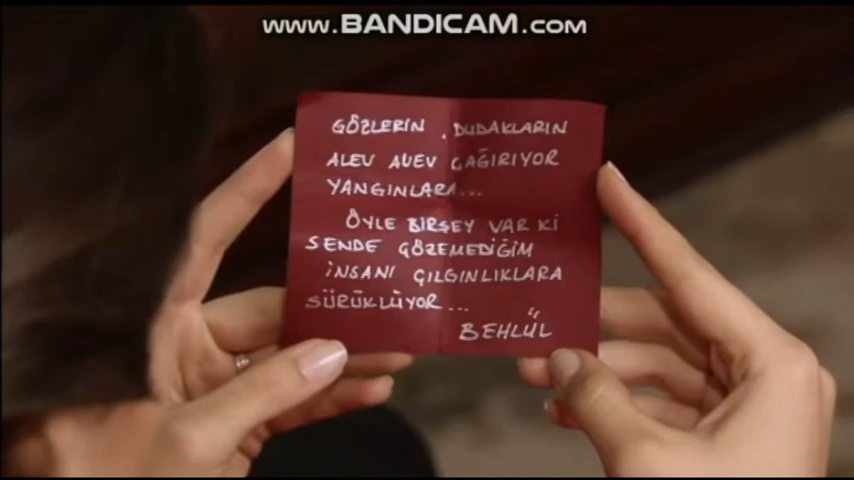 www.BANDICAM.com
GÖZLERİN, DUDAKLARIN
ALEV ALEV ÇAĞIRIYOR
YANGINLARA...
ÖYLE BİRŞEY VAR Kİ
SENDE ÇÖZEMEDİĞİM
İNSANI ÇILGINLIKLARA
SÜRÜKLÜYOR...
BEHLÜL